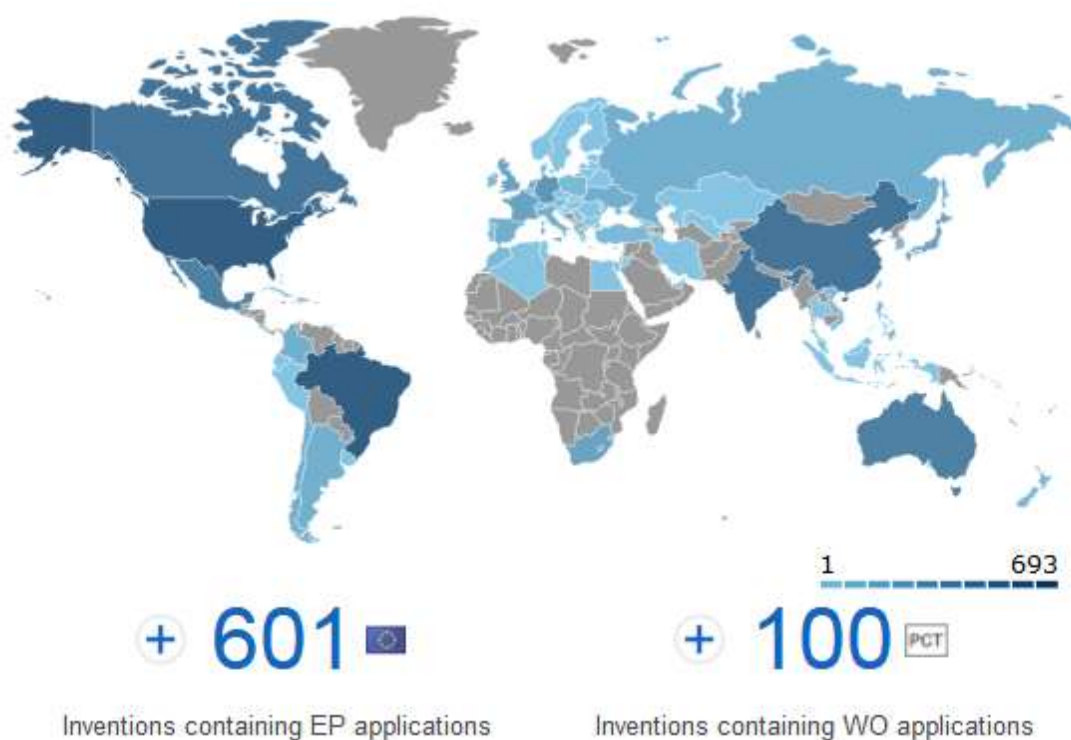 1 693
+ 601
+ 100 PCT
Inventions containing EP applications
Inventions containing WO applications